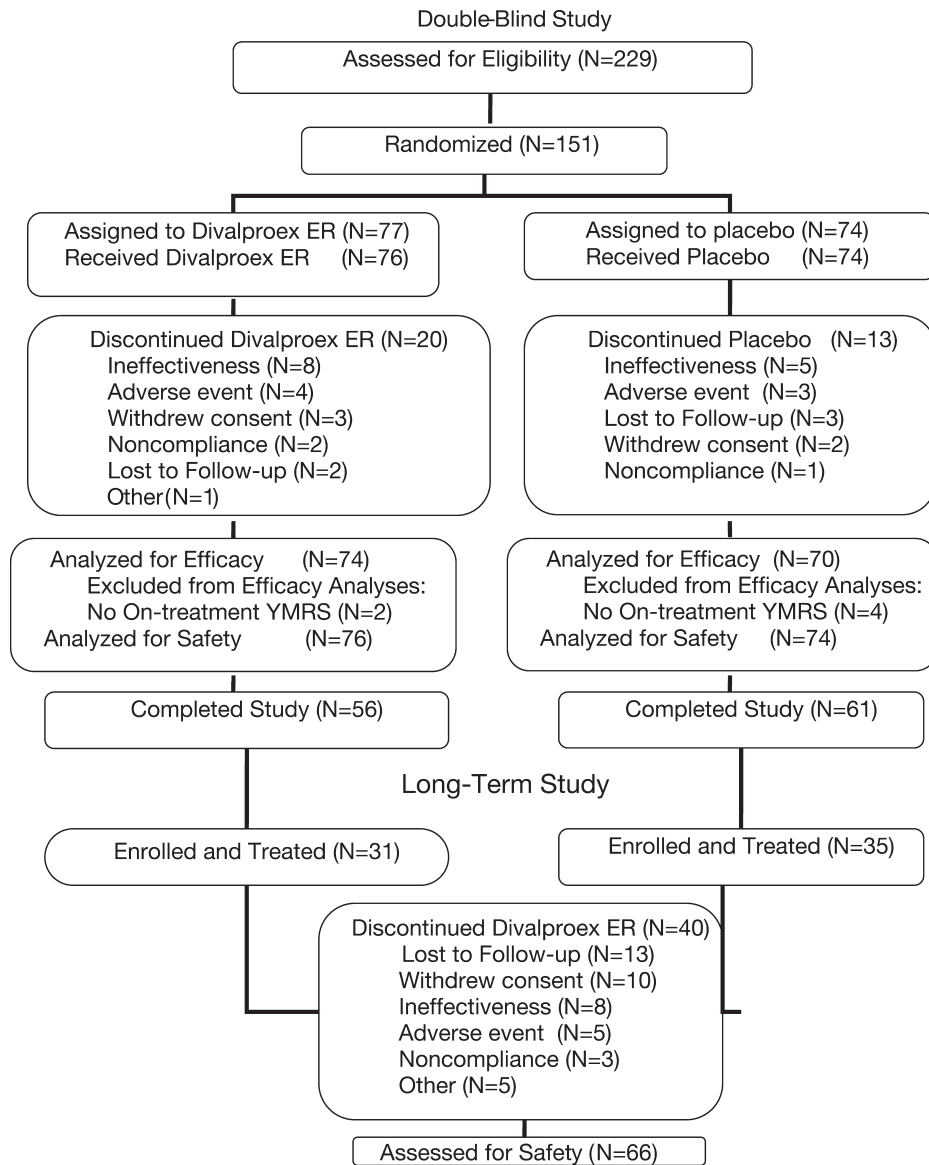 Double-Blind Study
Assessed for Eligibility (N=229)
Randomized (N=151)
Assigned to Divalproex ER (N=77)
Received Divalproex ER (N=76)
Assigned to placebo (N=74)
Received Placebo (N=74)
Discontinued Divalproex ER (N=20)
Ineffectiveness (N=8)
Adverse event (N=4)
Withdrew consent (N=3)
Noncompliance (N=2)
Lost to Follow-up (N=2)
Other(N=1)
Discontinued Placebo (N=13)
Ineffectiveness (N=5)
Adverse event (N=3)
Lost to Follow-up (N=3)
Withdrew consent (N=2)
Noncompliance (N=1)
Analyzed for Efficacy (N=74)
Excluded from Efficacy Analyses:
No On-treatment YMRS (N=2)
Analyzed for Safety (N=76)
Analyzed for Efficacy (N=70)
Excluded from Efficacy Analyses:
No On-treatment YMRS (N=4)
Analyzed for Safety (N=74)
Completed Study (N=56)
Completed Study (N=61)
Long-Term Study
Enrolled and Treated (N=31)
Enrolled and Treated (N=35)
Discontinued Divalproex ER (N=40)
Lost to Follow-up (N=13)
Withdrew consent (N=10)
Ineffectiveness (N=8)
Adverse event (N=5)
Noncompliance (N=3)
Other (N=5)
Assessed for Safety (N=66)